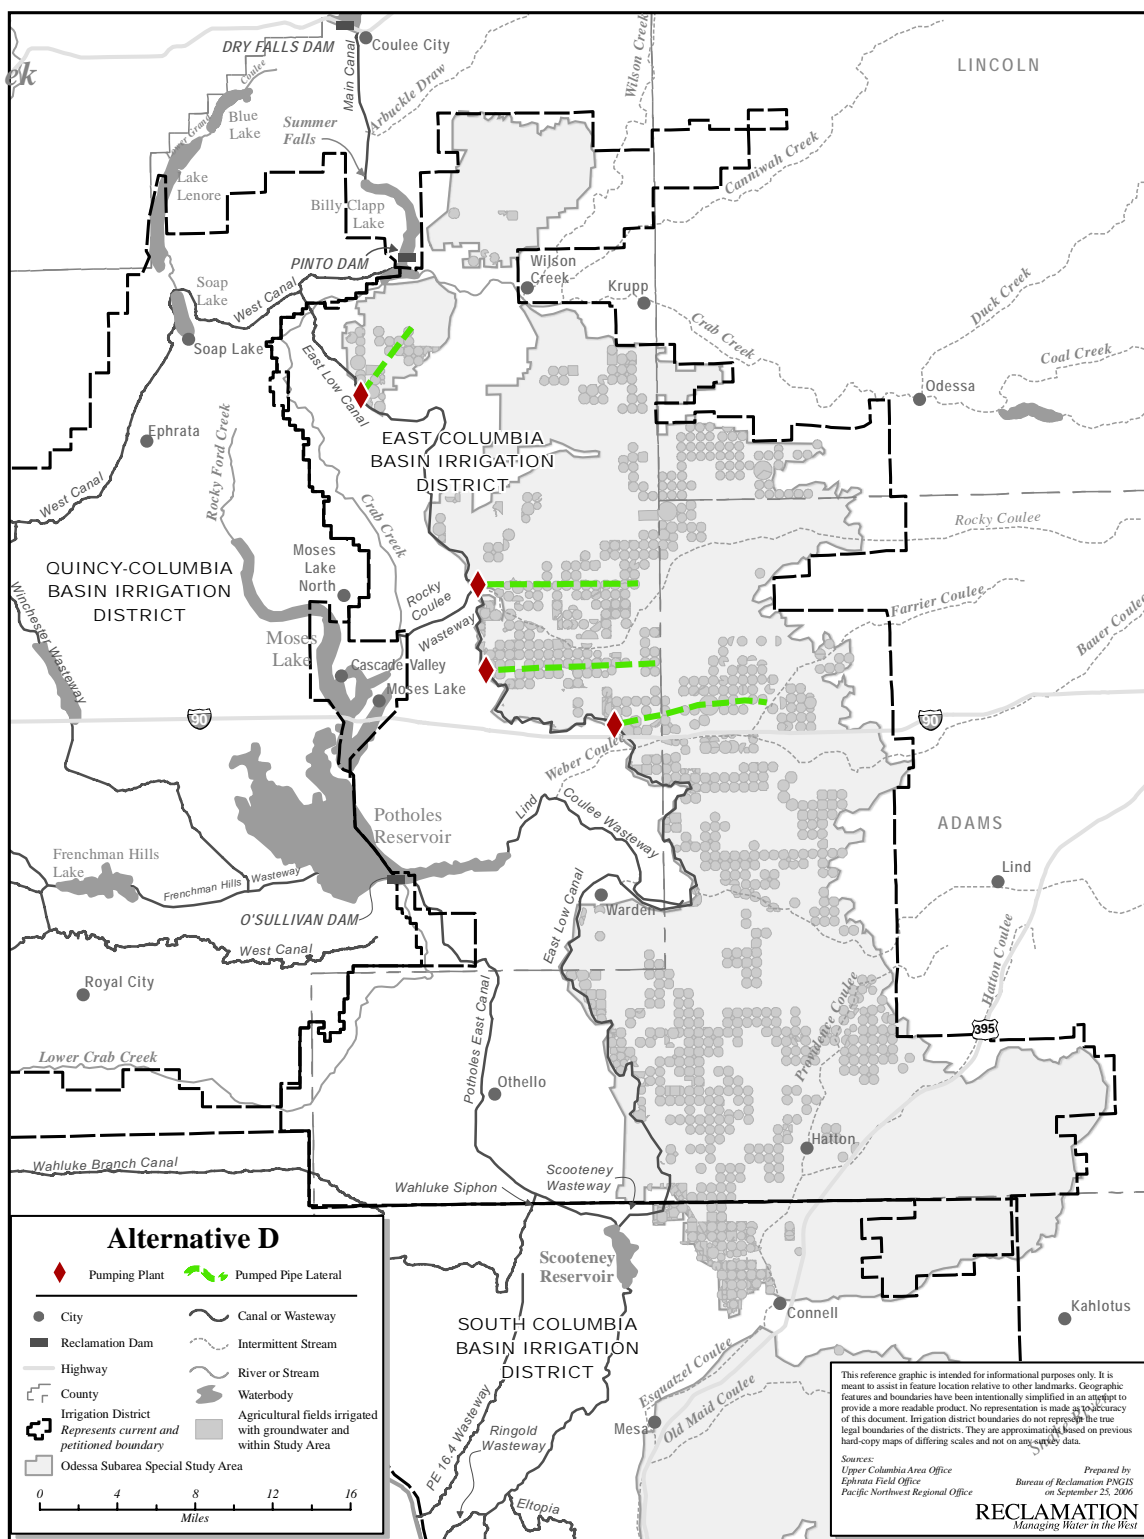 DRY FALLS DAM
Coulee City
Main Canal
Arbuckle Draw
Wilson Creek
LINCOLN
ek
Coulee
Lower Grand
Blue
Lake
Summer
Falls
Lake
Lenore
Billy Clapp
Lake
Canniwah Creek
PINTO DAM
Wilson
Creek
Krupp
Soap
Lake
West Canal
Duck Creek
Crab Creek
Coal Creek
Soap Lake
East Low Canal
Odessa
Ephrata
Rocky Ford Creek
EAST COLUMBIA
BASIN IRRIGATION
DISTRICT
West Canal
Crab Creek
Rocky Coulee
QUINCY-COLUMBIA
BASIN IRRIGATION
DISTRICT
Moses
Lake
North
Rocky
Coulee
Wasteway
Farrier Coulee
Bauer Coulee
Winchester Wasteway
Moses
Lake
Cascade Valley
Moses Lake
90
90
Weber Coulee
Lind
Coulee Wasteway
Potholes
Reservoir
ADAMS
Frenchman Hills
Lake
Frenchman Hills Wasteway
Lind
O'SULLIVAN DAM
Warden
East Low Canal
West Canal
Royal City
Potholes East Canal
Providence Coulee
Hatton Coulee
395
Lower Crab Creek
Othello
Hatton
Wahluke Branch Canal
Wahluke Siphon
Scooteney
Wasteway
Scooteney
Reservoir
Connell
Kahlotus
SOUTH COLUMBIA
BASIN IRRIGATION
DISTRICT
Esquatzel Coulee
Old Maid Coulee
Mesa
PE 16.4 Wasteway
Ringold
Wasteway
Eltopia
Snake River
Alternative D
Pumping Plant
Pumped Pipe Lateral
City
Canal or Wasteway
Reclamation Dam
Intermittent Stream
Highway
River or Stream
County
Waterbody
Irrigation District
Represents current and
petitioned boundary
Agricultural fields irrigated
with groundwater and
within Study Area
Odessa Subarea Special Study Area
0 4 8 12 16
Miles
This reference graphic is intended for informational purposes only. It is
meant to assist in feature location relative to other landmarks. Geographic
features and boundaries have been intentionally simplified in an attempt to
provide a more readable product. No representation is made as to accuracy
of this document. Irrigation district boundaries do not represent the true
legal boundaries of the districts. They are approximations based on previous
hard-copy maps of differing scales and not on any survey data.
Sources:
Upper Columbia Area Office
Ephrata Field Office
Pacific Northwest Regional Office
Prepared by
Bureau of Reclamation PNGIS
on September 25, 2006
RECLAMATION
Managing Water in the West